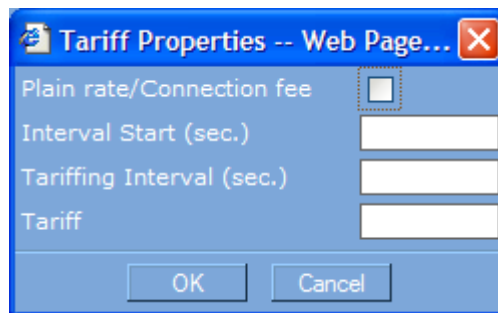 Tariff Properties -- Web Page...
Plain rate/Connection fee
Interval Start (sec.)
Tariffing Interval (sec.)
Tariff
OK Cancel